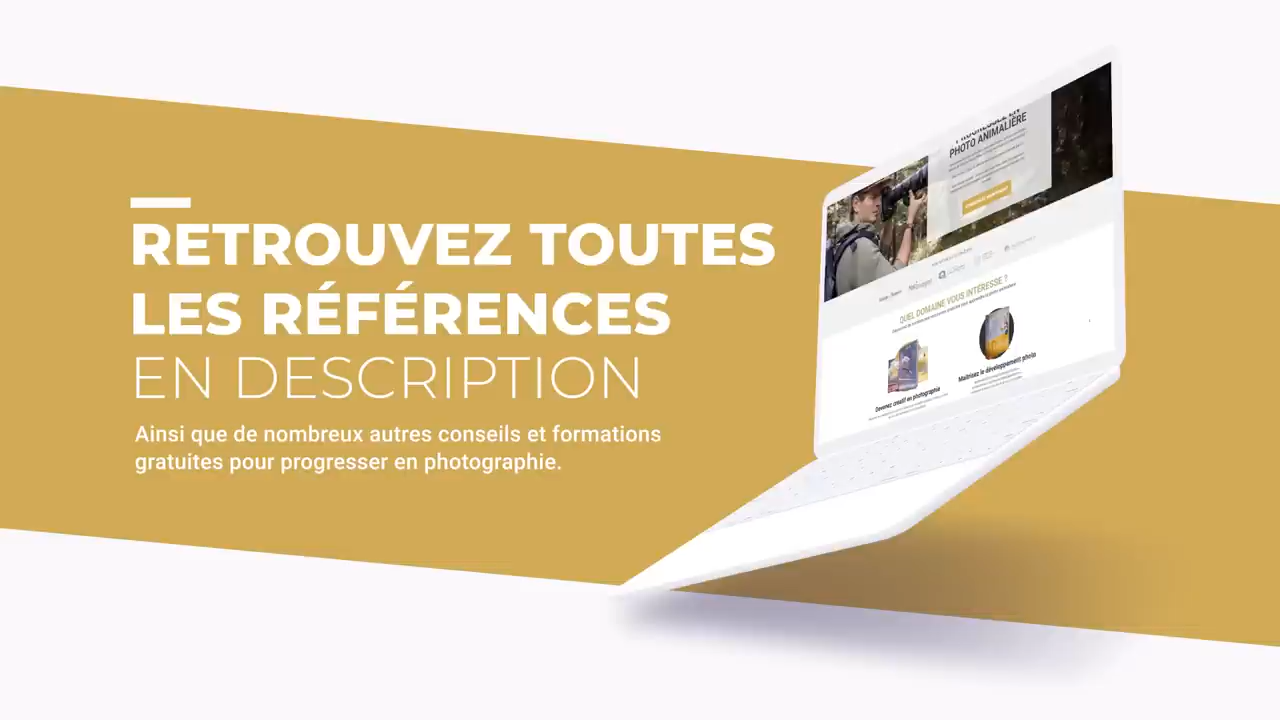 RETROUVEZ TOUTES
LES RÉFÉRENCES
EN DESCRIPTION
Ainsi que de nombreux autres conseils et formations
gratuites pour progresser en photographie.
PHOTO ANIMALIÈRE
QUEL DOMAINE VOUS INTÉRESSE ?
Devenez créatif en photographie
Maîtrisez le développement photo